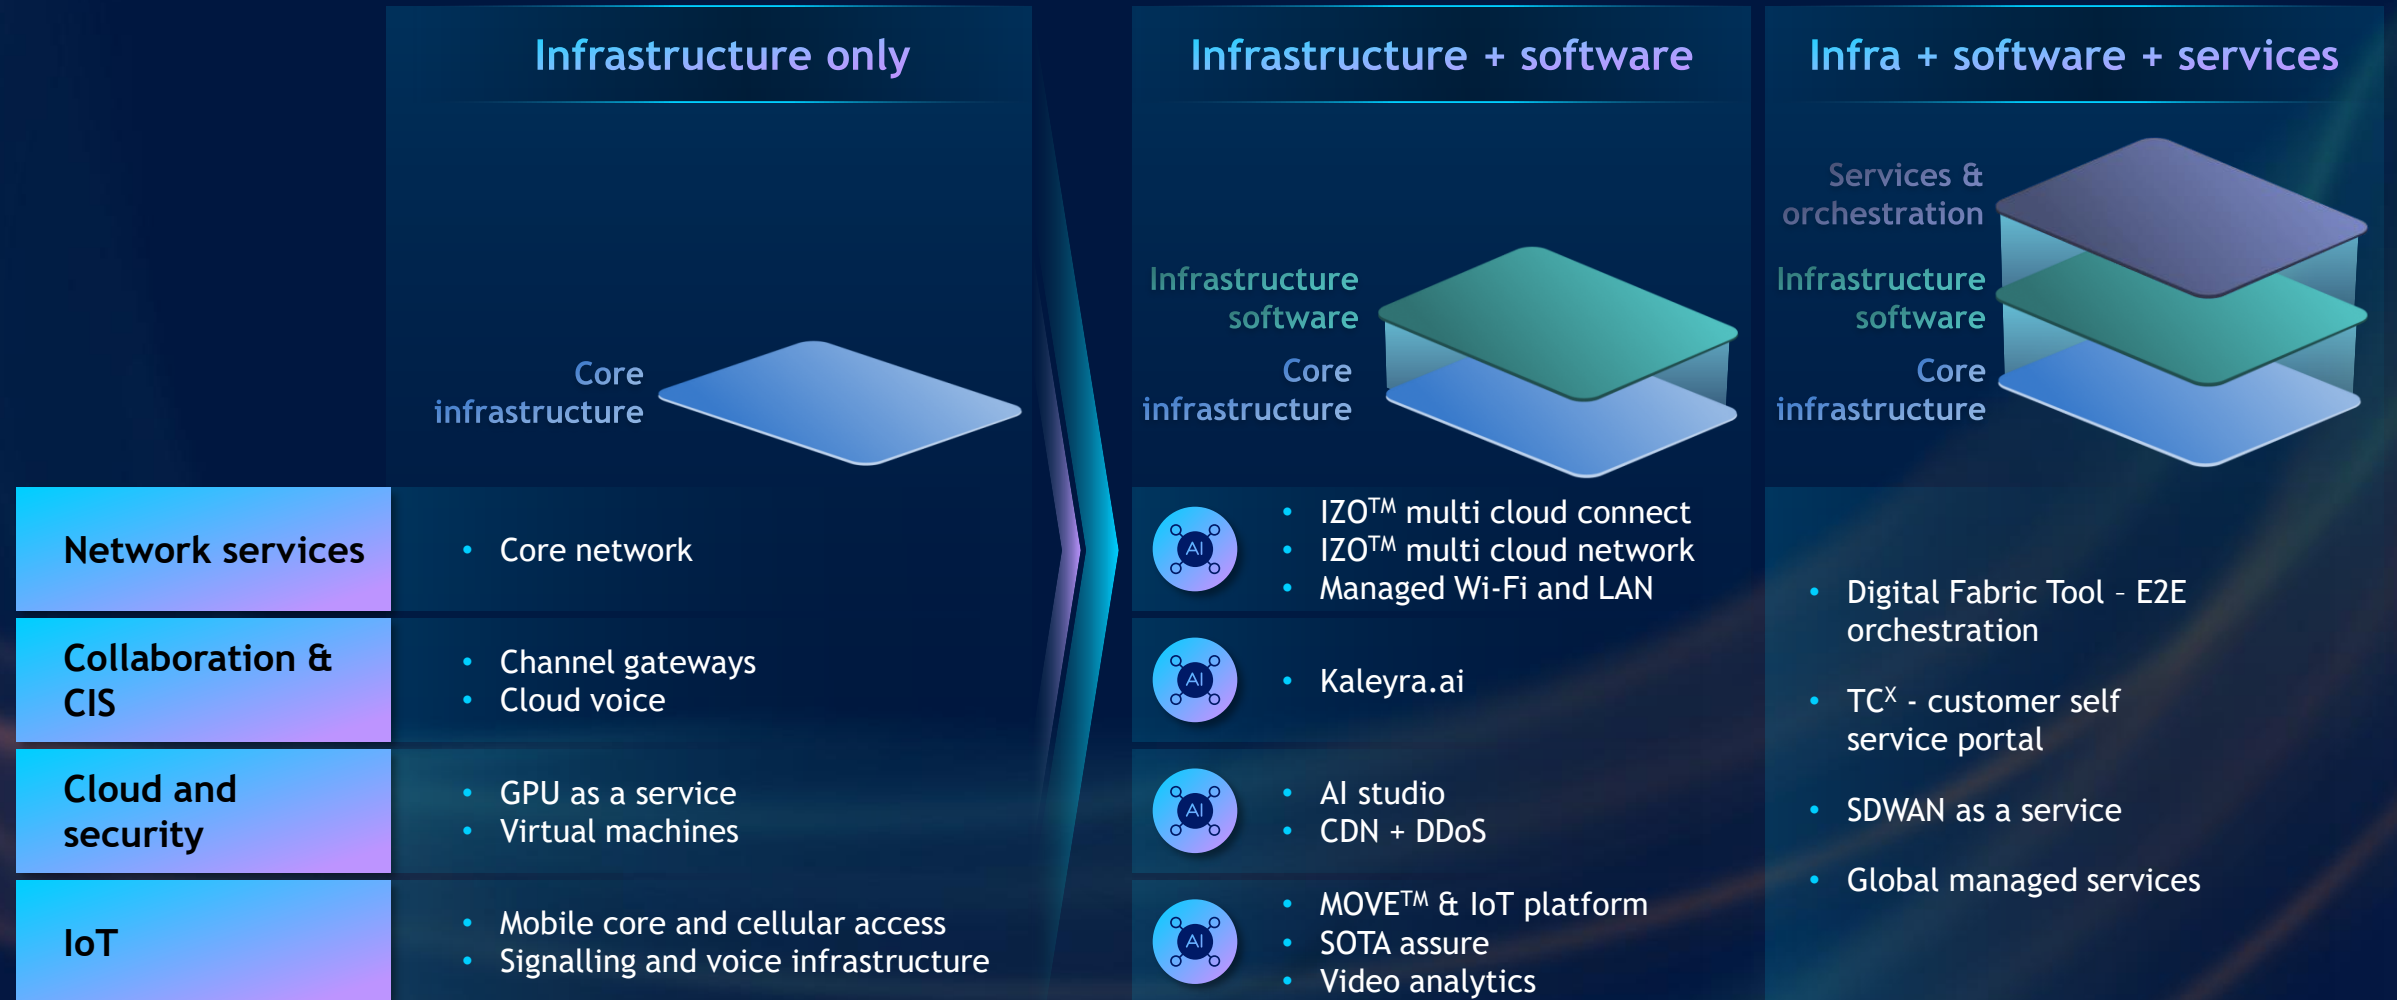 Infrastructure only
Infrastructure + software
Infra + software + services
Core
infrastructure
Infrastructure
software
Core
infrastructure
Services &
orchestration
Infrastructure
software
Core
infrastructure
Network services
• Core network
AI
• IZO™ multi cloud connect
• IZO™ multi cloud network
• Managed Wi-Fi and LAN
Collaboration &
CIS
• Channel gateways
• Cloud voice
AI
• Kaleyra.ai
Cloud and
security
• GPU as a service
• Virtual machines
AI
• AI studio
• CDN + DDoS
IoT
• Mobile core and cellular access
• Signalling and voice infrastructure
AI
• MOVE™ & IoT platform
• SOTA assure
• Video analytics
• Digital Fabric Tool – E2E
orchestration
• TCˣ - customer self
service portal
• SDWAN as a service
• Global managed services